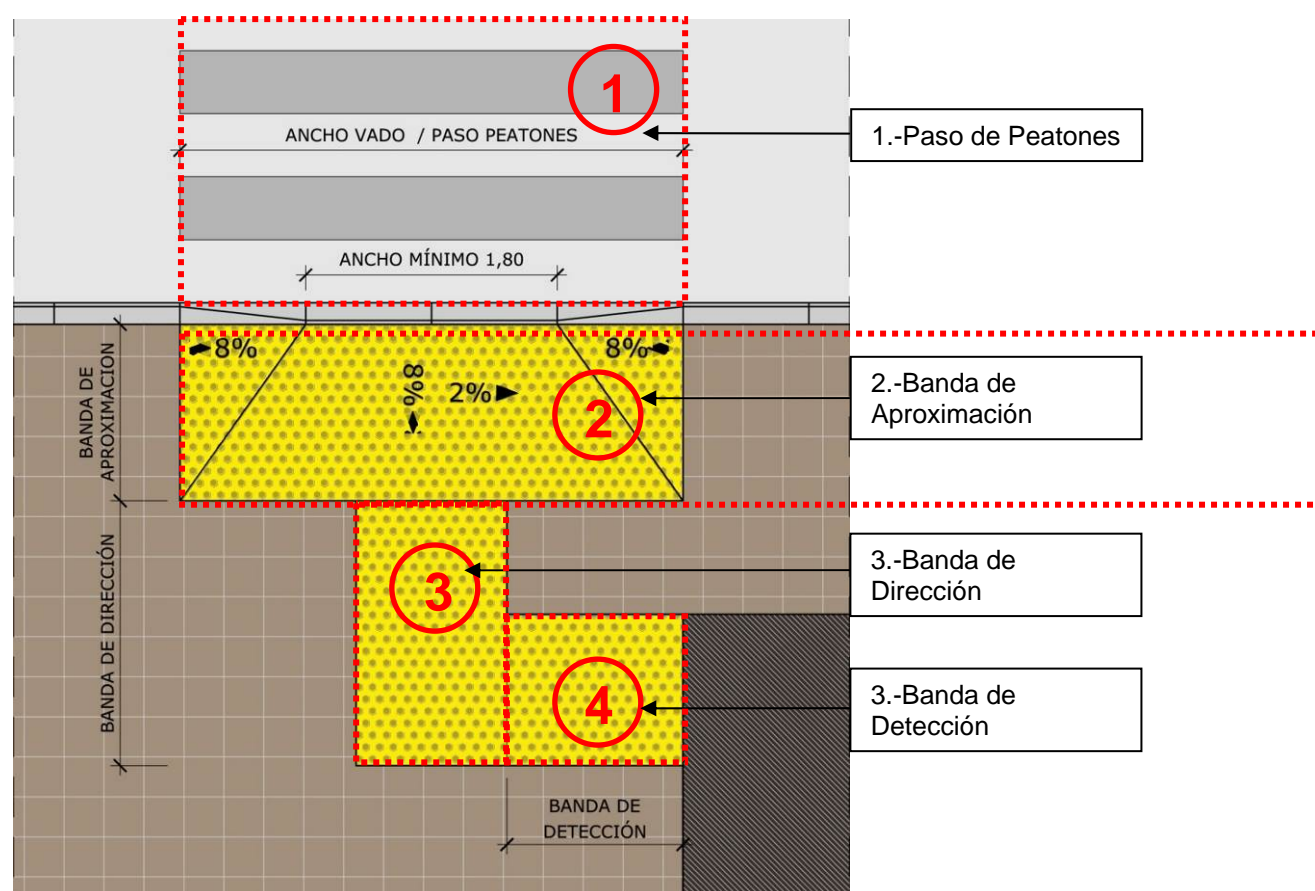 1
ANCHO VADO / PASO PEATONES
1.-Paso de Peatones
ANCHO MÍNIMO 1,80
8%
8%
8%
2%
2
2.-Banda de
Aproximación
BANDA DE
APROXIMACION
3
3.-Banda de
Dirección
BANDA DE DIRECCIÓN
4
3.-Banda de
Detección
BANDA DE
DETECCIÓN